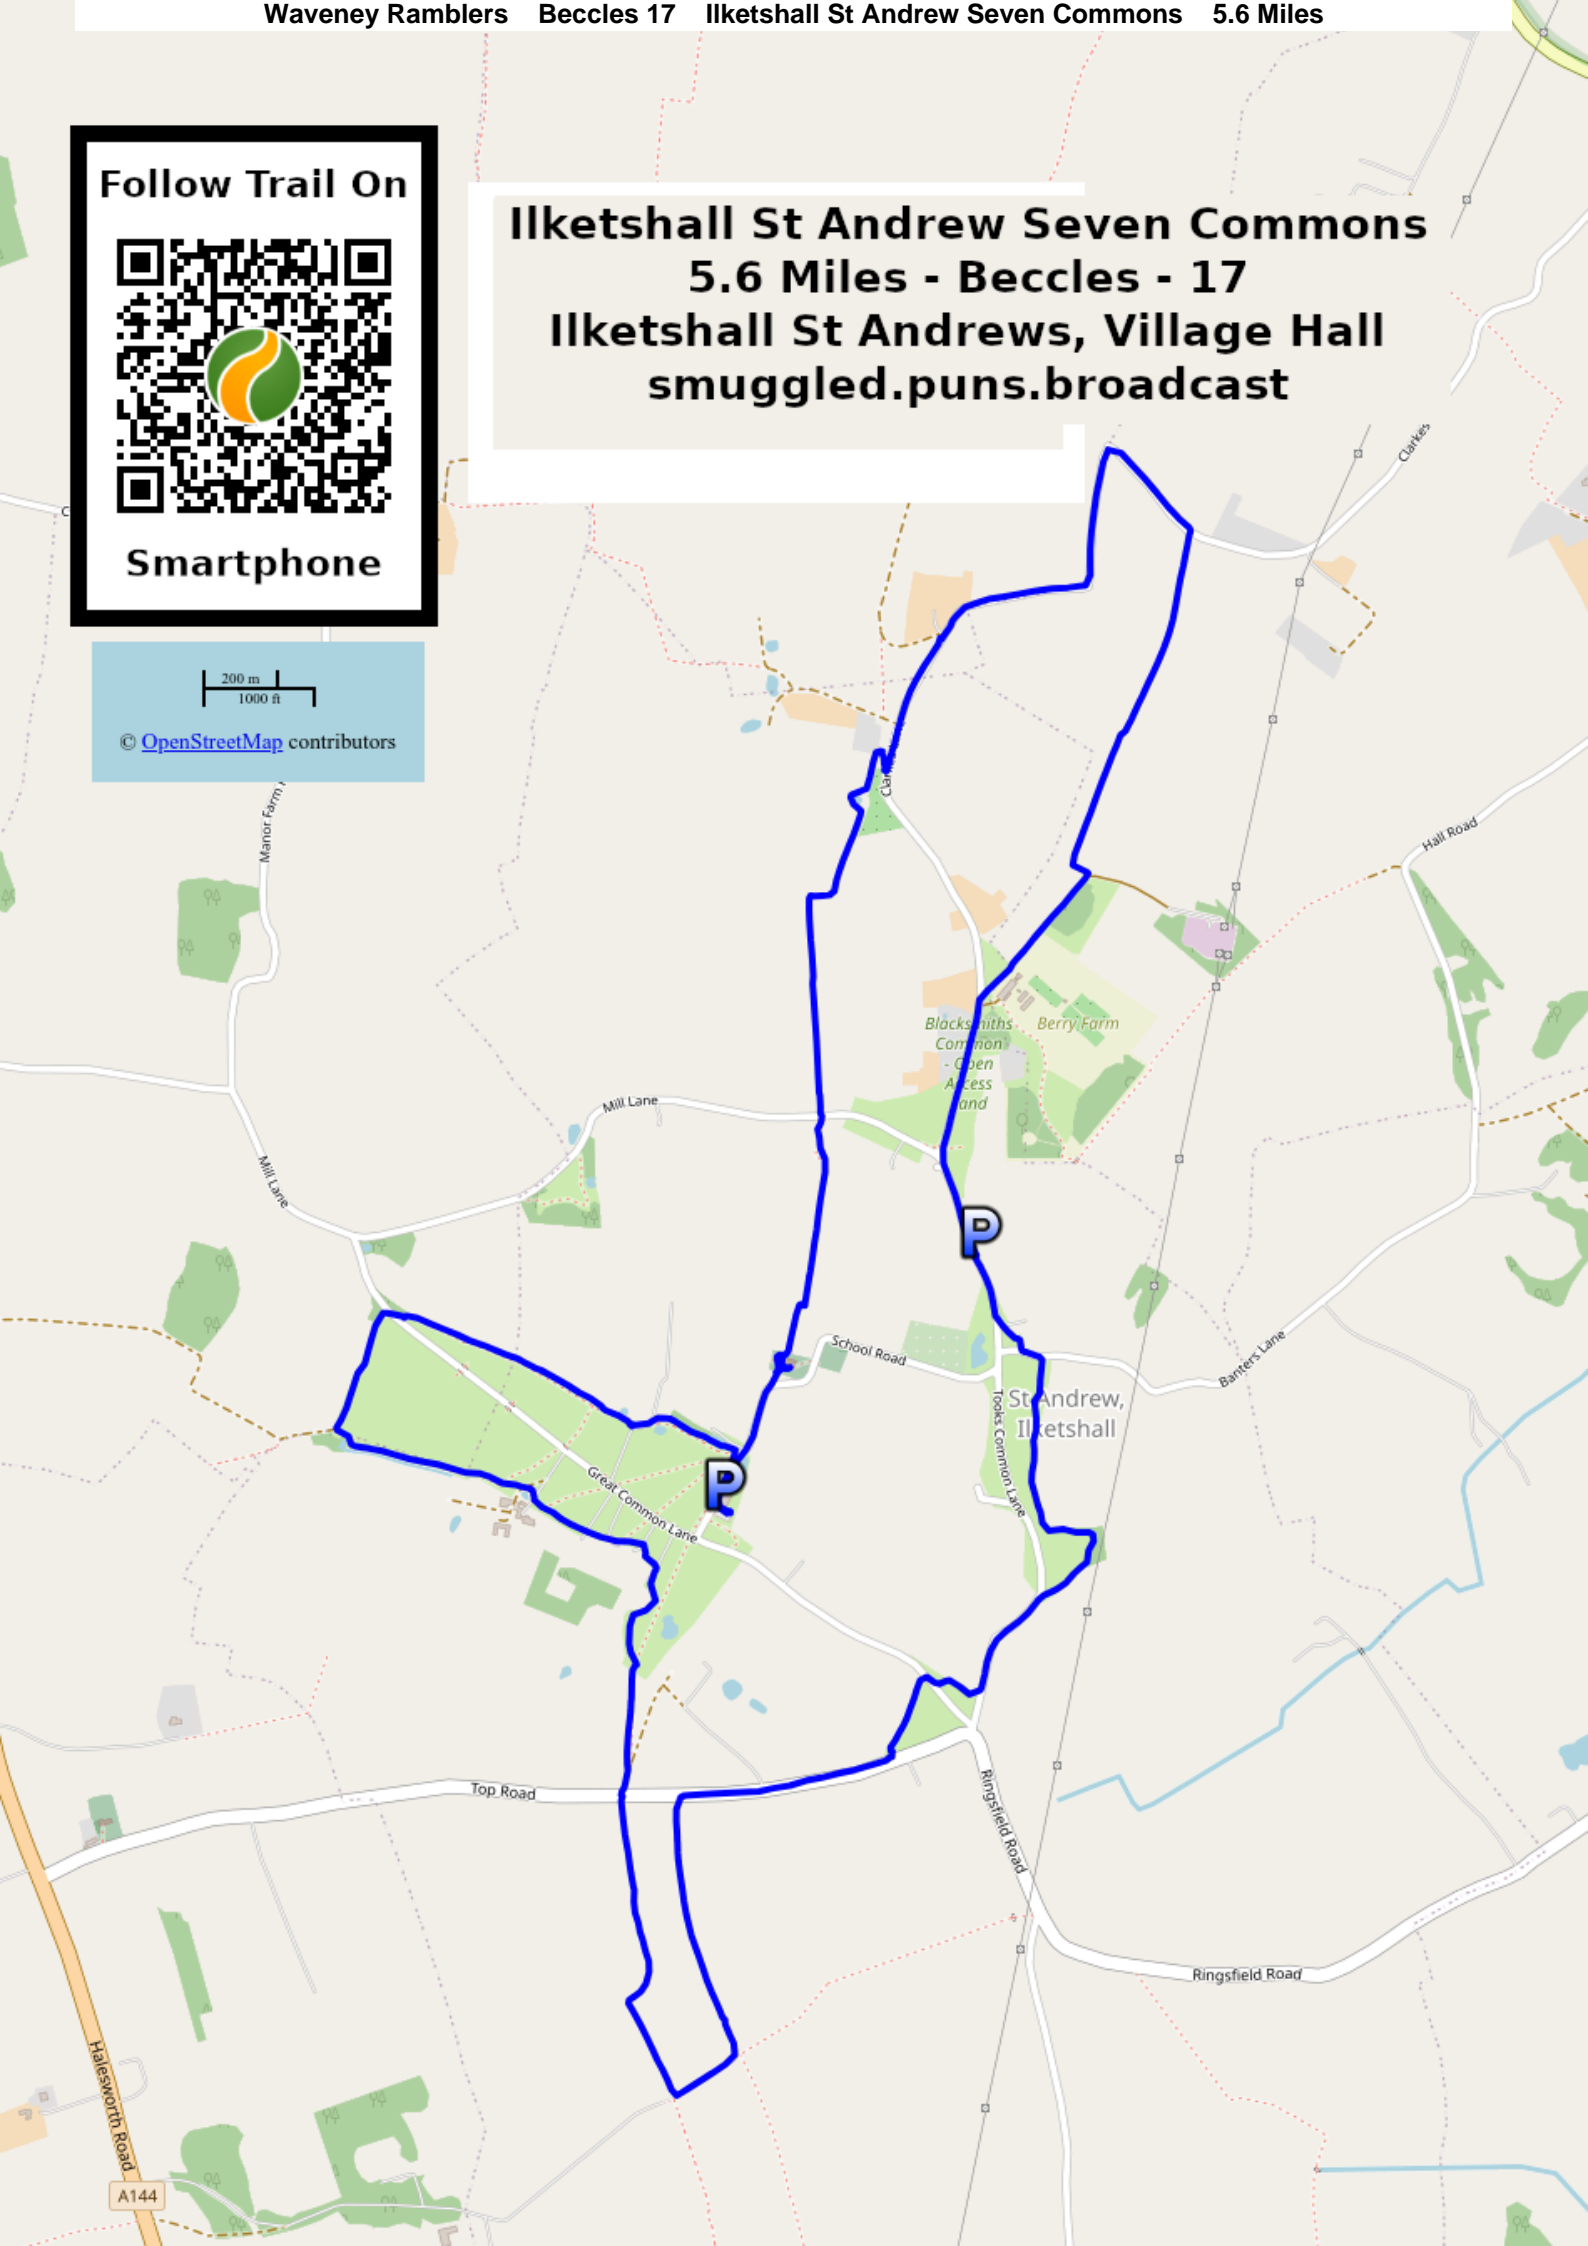 Waveney Ramblers Beccles 17 Ilketshall St Andrew Seven Commons 5.6 Miles
Follow Trail On
Smartphone
Ilketshall St Andrew Seven Commons
5.6 Miles - Beccles - 17
Ilketshall St Andrews, Village Hall
smuggled.puns.broadcast
200 m
1000 ft
© OpenStreetMap contributors
Clarkes
Manor Farm
Hall Road
Blacksmiths
Common
- Open
Access
Land
Berry Farm
Mill Lane
Mill Lane
P
School Road
Banters Lane
St Andrew,
Ilketshall
Tooks Common Lane
P
Great Common Lane
Top Road
Ringsfield Road
Ringsfield Road
Halesworth Road
A144